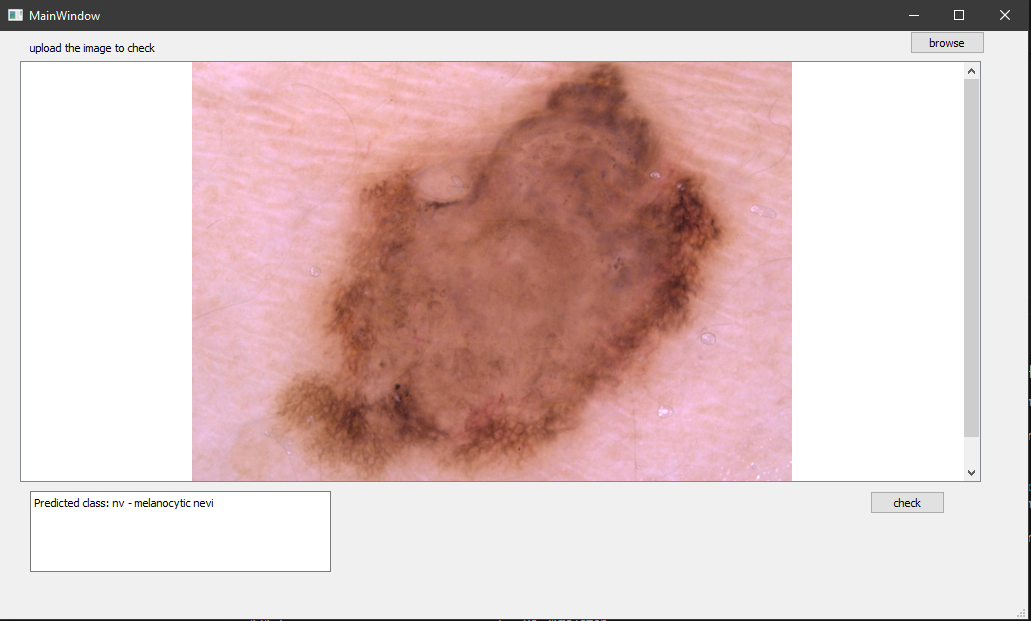 MainWindow
upload the image to check
browse
Predicted class: nv - melanocytic nevi
check